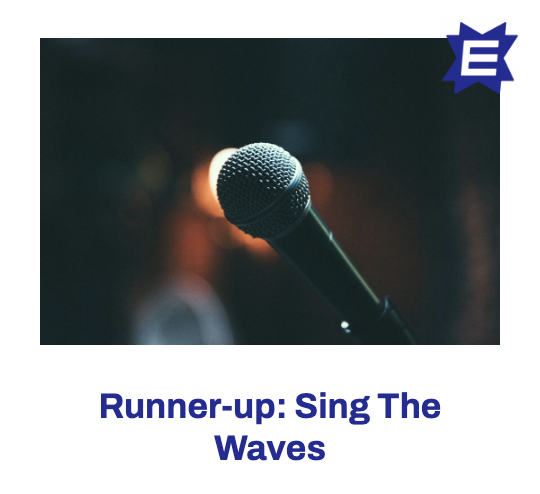 E
Runner-up: Sing The
Waves